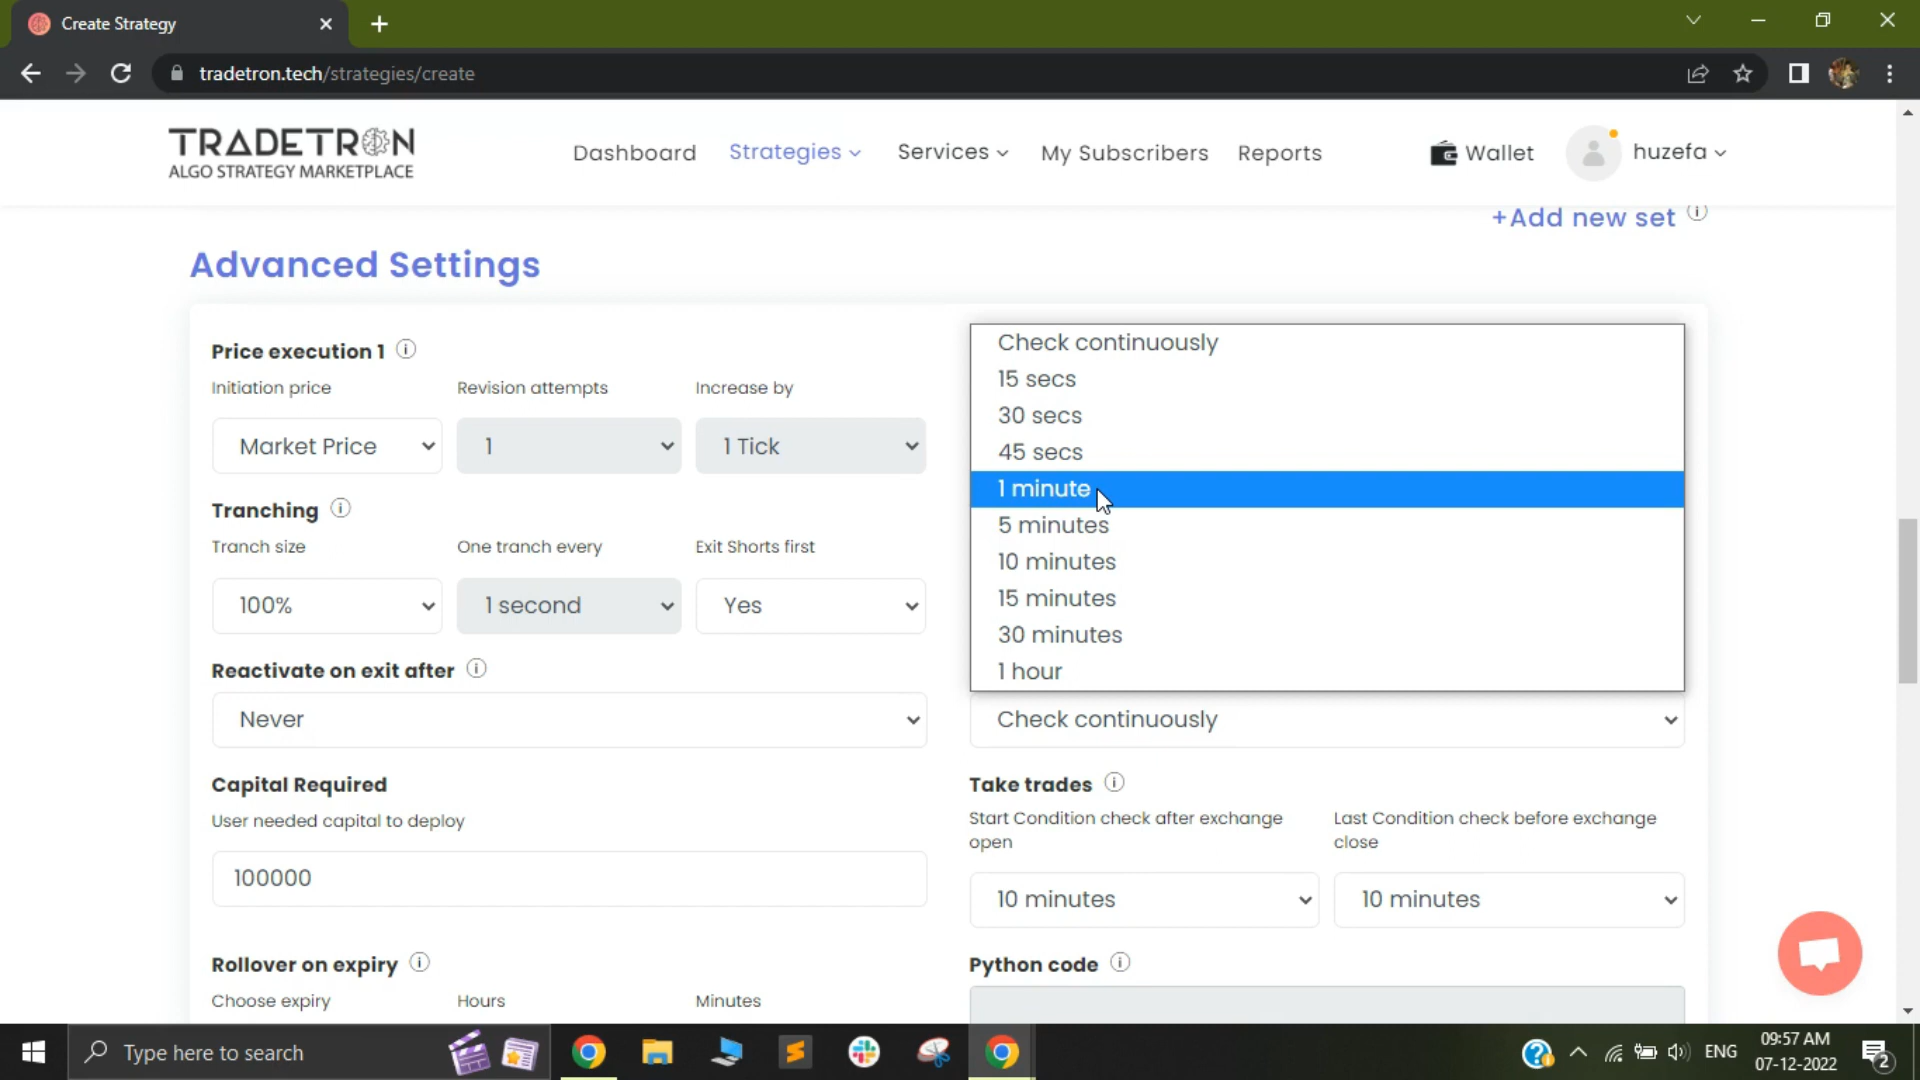 Create Strategy
tradetron.tech/strategies/create
TRADETRON
ALGO STRATEGY MARKETPLACE
Dashboard
Strategies
Services
My Subscribers
Reports
Wallet
huzefa
+Add new set
Advanced Settings
Price execution 1
Initiation price
Revision attempts
Increase by
Market Price
1
1 Tick
Tranching
Tranch size
One tranch every
Exit Shorts first
100%
1 second
Yes
Reactivate on exit after
Never
Capital Required
User needed capital to deploy
100000
Rollover on expiry
Choose expiry
Hours
Minutes
Check continuously
15 secs
30 secs
45 secs
1 minute
5 minutes
10 minutes
15 minutes
30 minutes
1 hour
Check continuously
Take trades
Start Condition check after exchange
open
Last Condition check before exchange
close
10 minutes
10 minutes
Python code
Type here to search
ENG
09:57 AM
07-12-2022
2